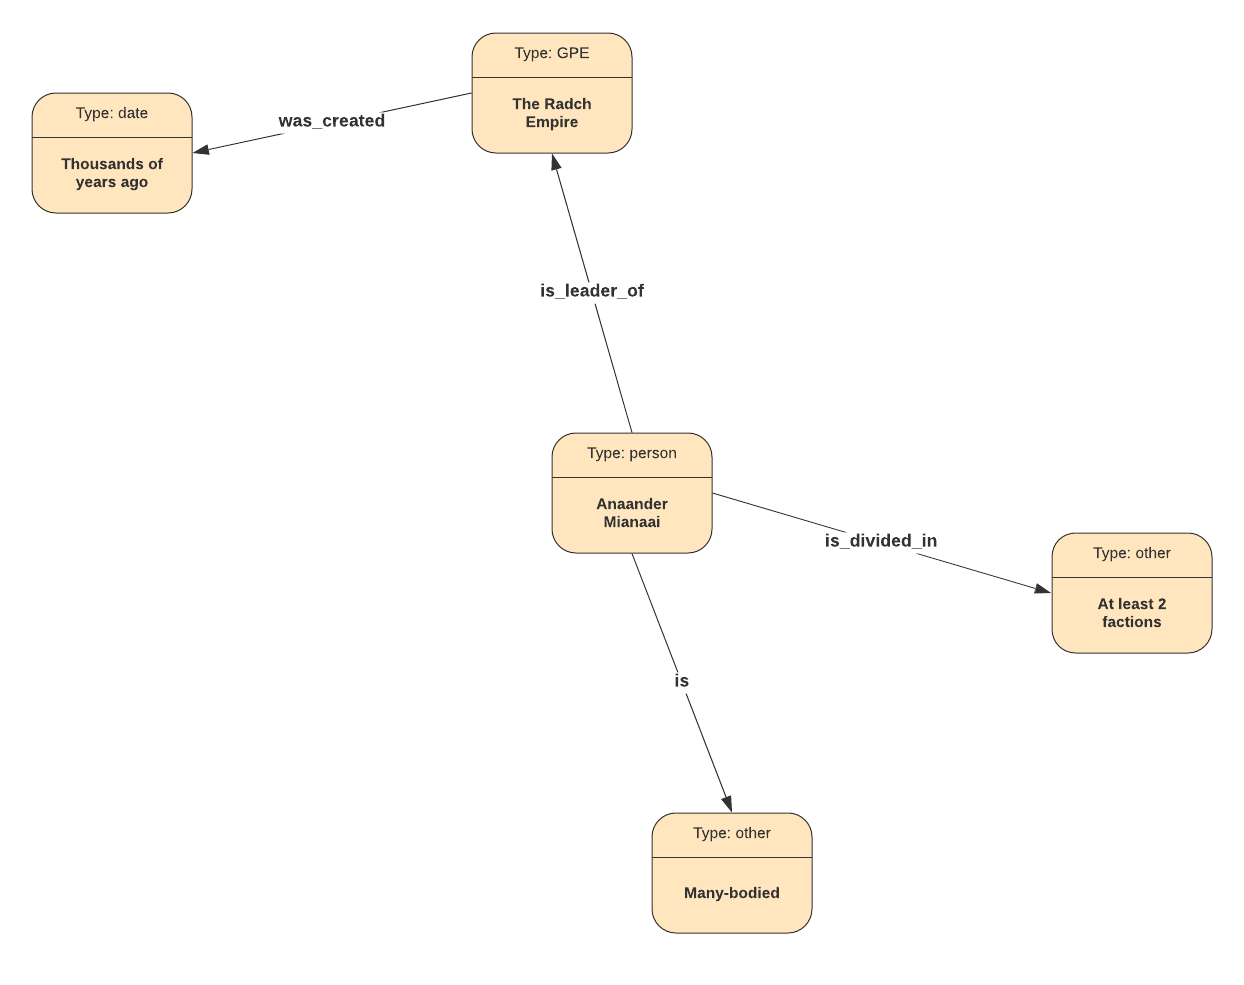 Type: GPE
The Radch
Empire
Type: date
Thousands of
years ago
was_created
is_leader_of
Type: person
Anaander
Mianaai
is_divided_in
Type: other
At least 2
factions
is
Type: other
Many-bodied